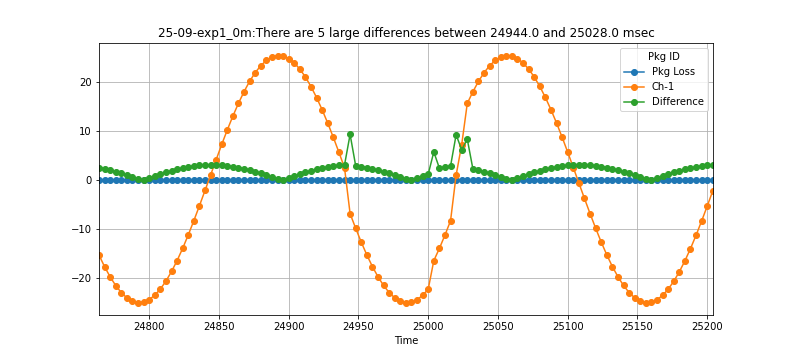 25-09-exp1_0m:There are 5 large differences between 24944.0 and 25028.0 msec
Pkg ID
Pkg Loss
Ch-1
Difference
20
10
0
−10
−20
24800 24850 24900 24950 25000 25050 25100 25150 25200
Time